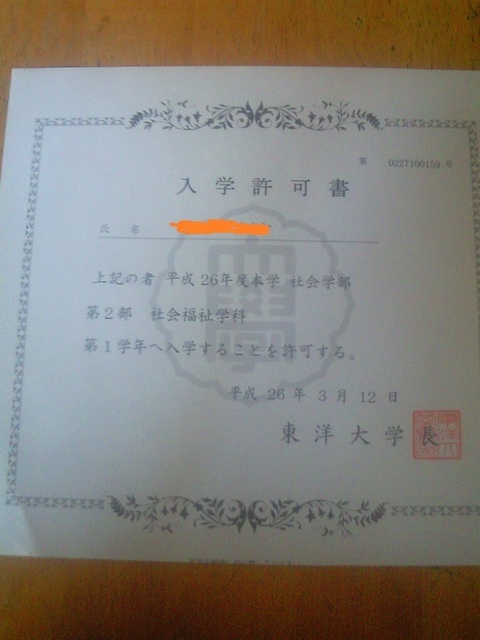 第 0227100159 号
入学許可書
氏 名
上記の者 平成26年度本学 社会学部
第2部 社会福祉学科
第1学年へ入学することを許可する。
平成 26 年 3 月 12 日
東洋大学長